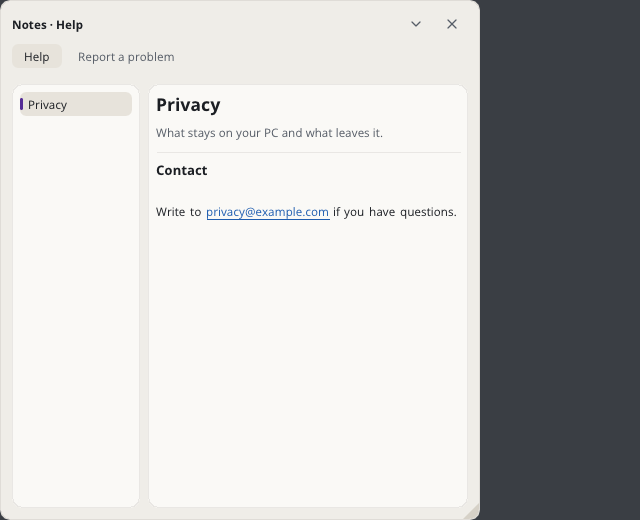 Notes · Help
Help
Report a problem
Privacy
Privacy
What stays on your PC and what leaves it.
Contact
Write to privacy@example.com if you have questions.